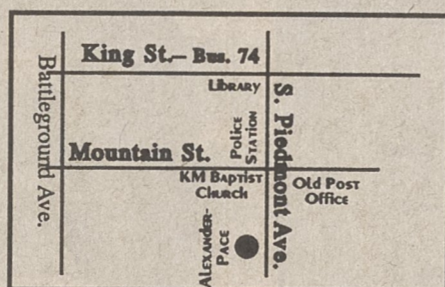 King St.– Bus. 74
Battleground Ave.
Library
S. Piedmont Ave.
Police
Station
Mountain St.
KM Baptist
Church
Old Post
Office
Alexander-
Pace